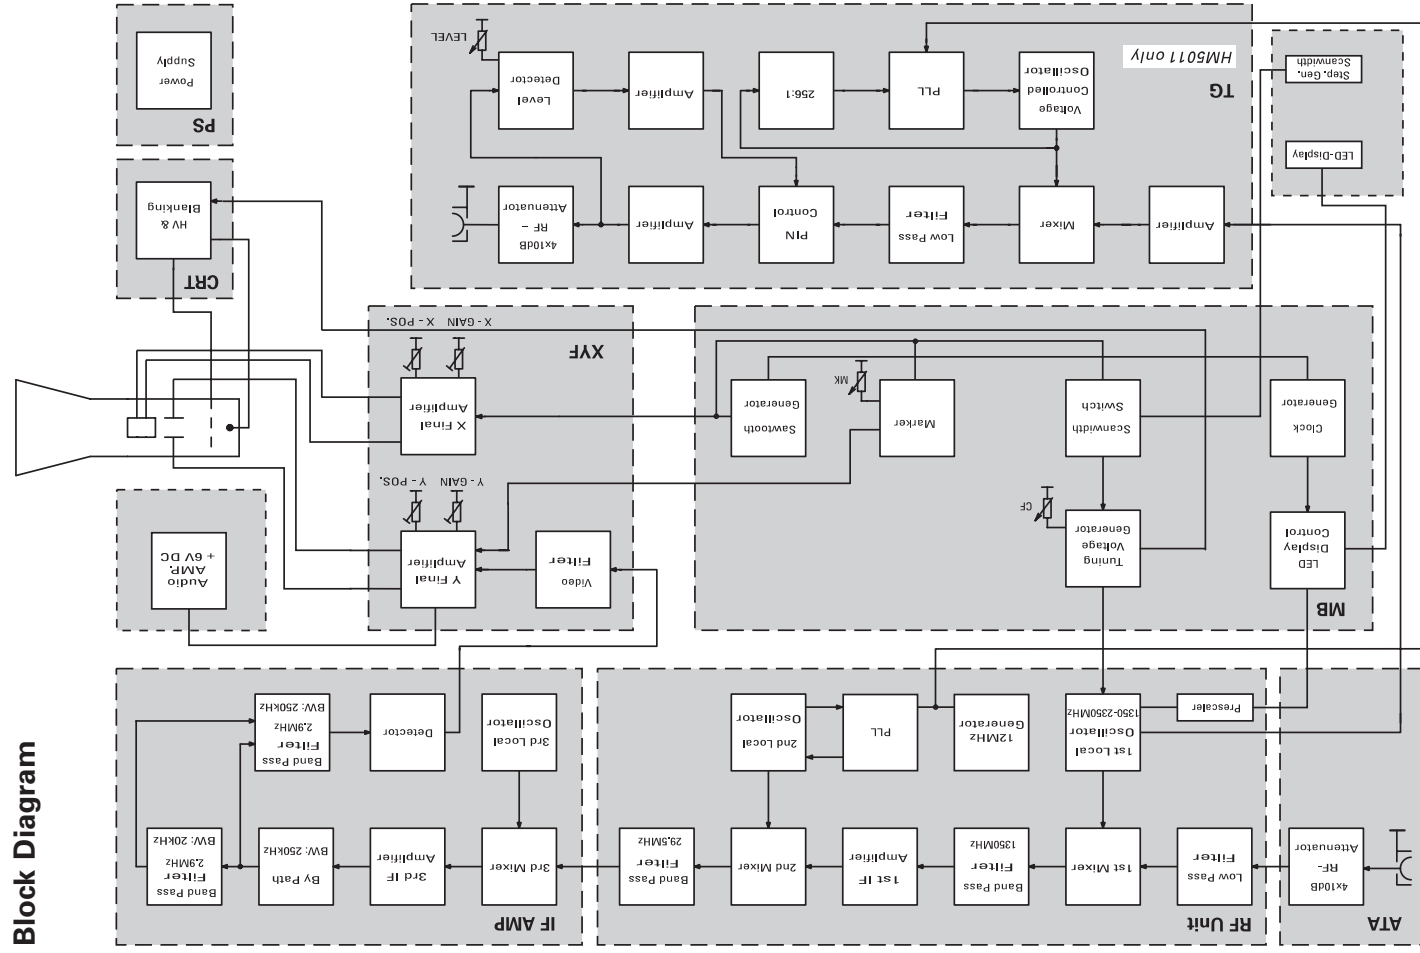 Block Diagram
ATA
4x10dB
RF-
Attenuator
RF Unit
Low Pass
Filter
1st Mixer
Band Pass
Filter
1350MHz
1st IF
Amplifier
2nd Mixer
Band Pass
Filter
29.5MHz
Prescaler
1st Local
Oscillator
1350-2350MHz
12MHz
Generator
PLL
2nd Local
Oscillator
IF AMP
3rd Mixer
3rd IF
Amplifier
By Path
BW: 250kHz
Band Pass
Filter
2.9MHz
BW: 20kHz
3rd Local
Oscillator
Detector
Band Pass
Filter
2.9MHz
BW: 250kHz
MB
LED
Display
Control
Tuning
Voltage
Generator
CF
Clock
Generator
Scanwidth
Switch
Marker
MK
Sawtooth
Generator
Video
Filter
Y Final
Amplifier
Y - GAIN
Y - POS.
XYF
X Final
Amplifier
X - GAIN
X - POS.
Audio
AMP.
+ 6V DC
CRT
HV &
Blanking
PS
Power
Supply
LED-Display
Step. Gen.
Scanwidth
TG
HM5011 only
Amplifier
Mixer
Low Pass
Filter
PIN
Control
Amplifier
4x10dB
RF -
Attenuator
Voltage
Controlled
Oscillator
PLL
256:1
Amplifier
Level
Detector
LEVEL